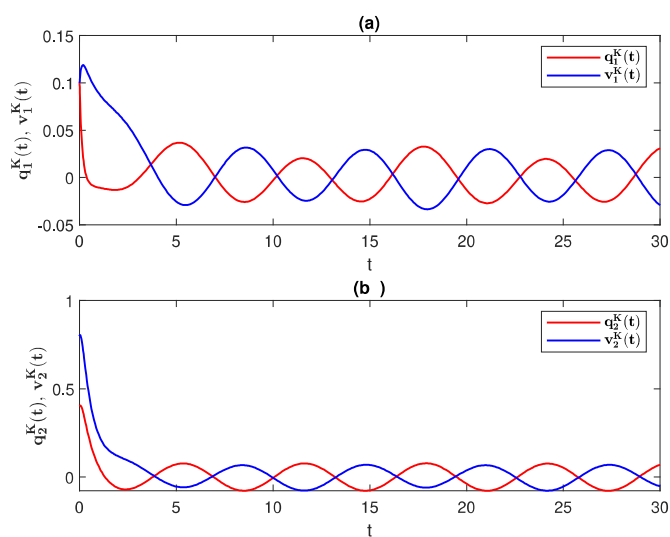 (a)
0.15
0.1
0.05
0
-0.05
q₁ᴷ(t), v₁ᴷ(t)
q₁ᴷ(t)
v₁ᴷ(t)
0 5 10 15 20 25 30
t
(b )
1
0.5
0
q₂ᴷ(t), v₂ᴷ(t)
q₂ᴷ(t)
v₂ᴷ(t)
0 5 10 15 20 25 30
t